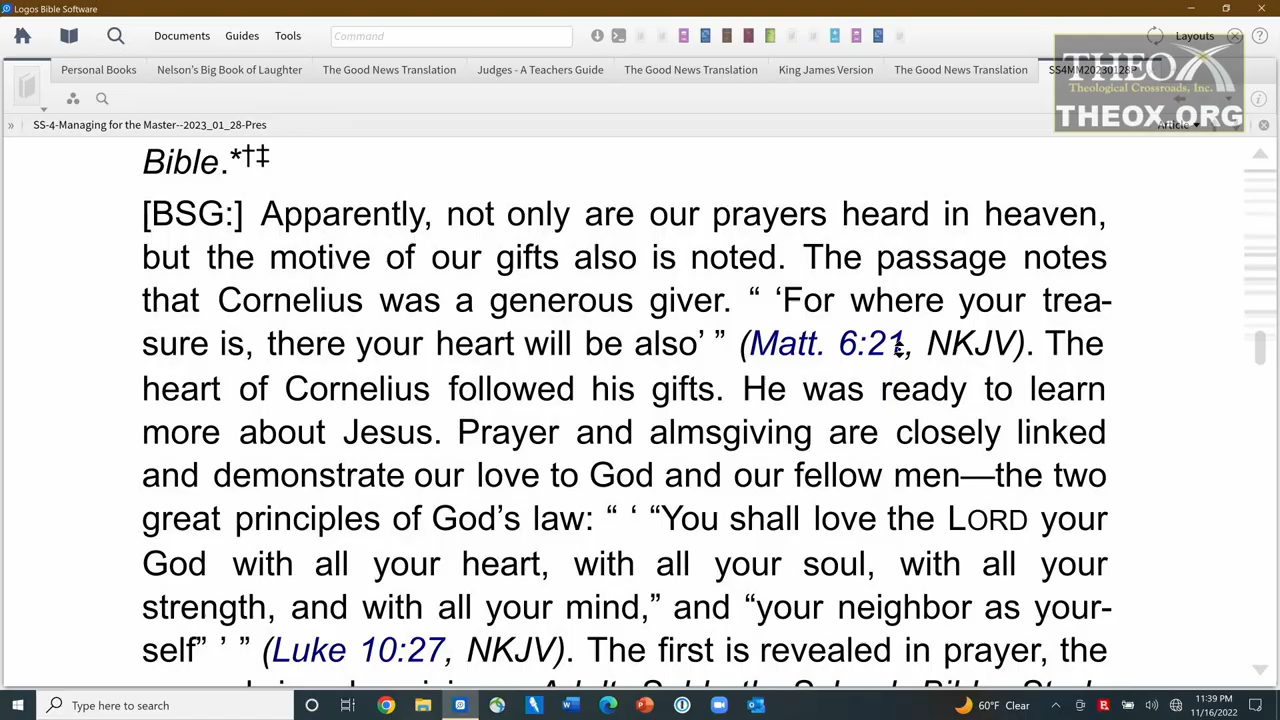 Logos Bible Software
Documents Guides Tools Command Layouts
Personal Books Nelson's Big Book of Laughter Judges - A Teachers Guide The Good News Translation King James Version The Good News Translation SS4MM20230128P
THEOX
Theological Crossroads, Inc.
THEOX.ORG
SS-4-Managing for the Master--2023_01_28-Pres Article
Bible.*†‡
[BSG:] Apparently, not only are our prayers heard in heaven,
but the motive of our gifts also is noted. The passage notes
that Cornelius was a generous giver. “ ‘For where your trea-
sure is, there your heart will be also’ ” (Matt. 6:21, NKJV). The
heart of Cornelius followed his gifts. He was ready to learn
more about Jesus. Prayer and almsgiving are closely linked
and demonstrate our love to God and our fellow men—the two
great principles of God’s law: “ ‘ “You shall love the LORD your
God with all your heart, with all your soul, with all your
strength, and with all your mind,” and “your neighbor as your-
self” ’ ” (Luke 10:27, NKJV). The first is revealed in prayer, the
Type here to search 60°F Clear 11:39 PM
11/16/2022